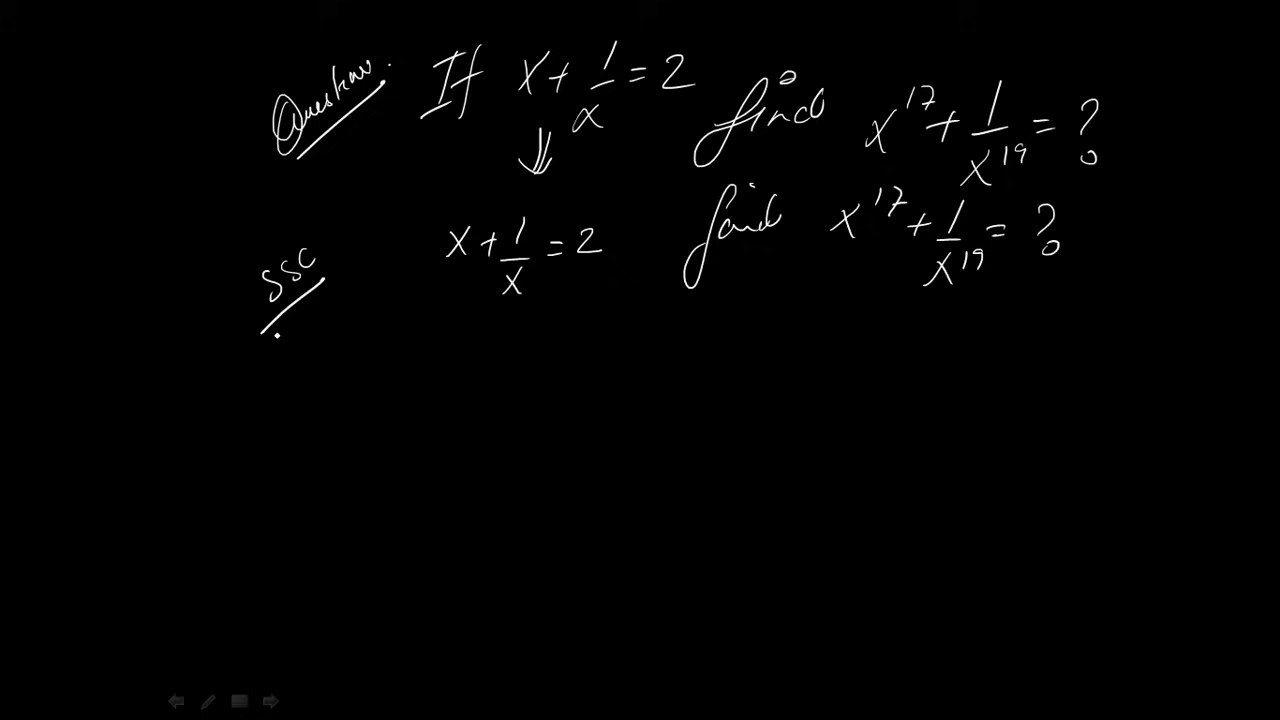 Question. If x + 1/x = 2 find x^17 + 1/x^19 = ?
SSC x + 1/x = 2 find x^17 + 1/x^19 = ?